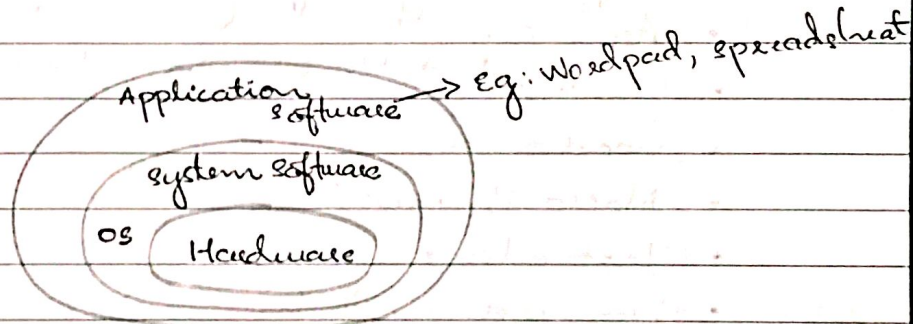 Application
software → Eg: Wordpad, spreadsheat
system software
OS
Hardware